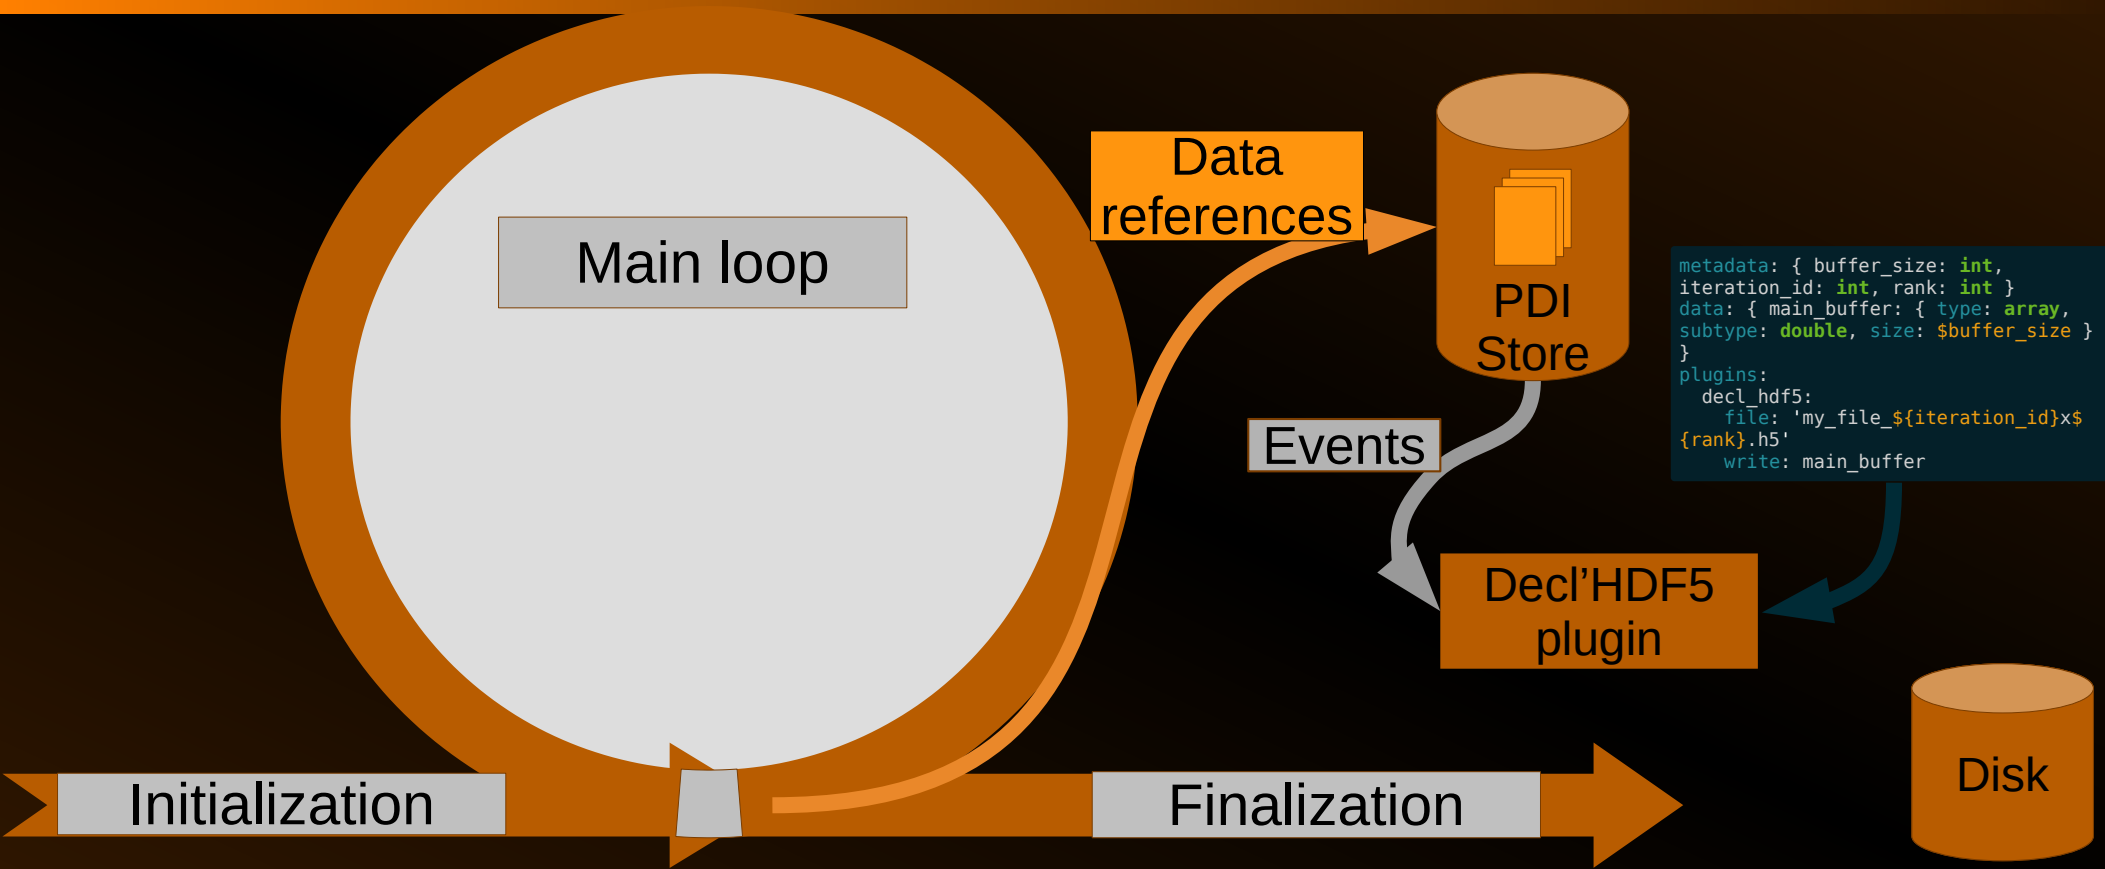 Main loop
Data
references
PDI
Store
metadata: { buffer_size: int,
iteration_id: int, rank: int }
data: { main_buffer: { type: array,
subtype: double, size: $buffer_size }
}
plugins:
  decl_hdf5:
    file: 'my_file_${iteration_id}x$
{rank}.h5'
    write: main_buffer
Events
Decl’HDF5
plugin
Disk
Initialization
Finalization